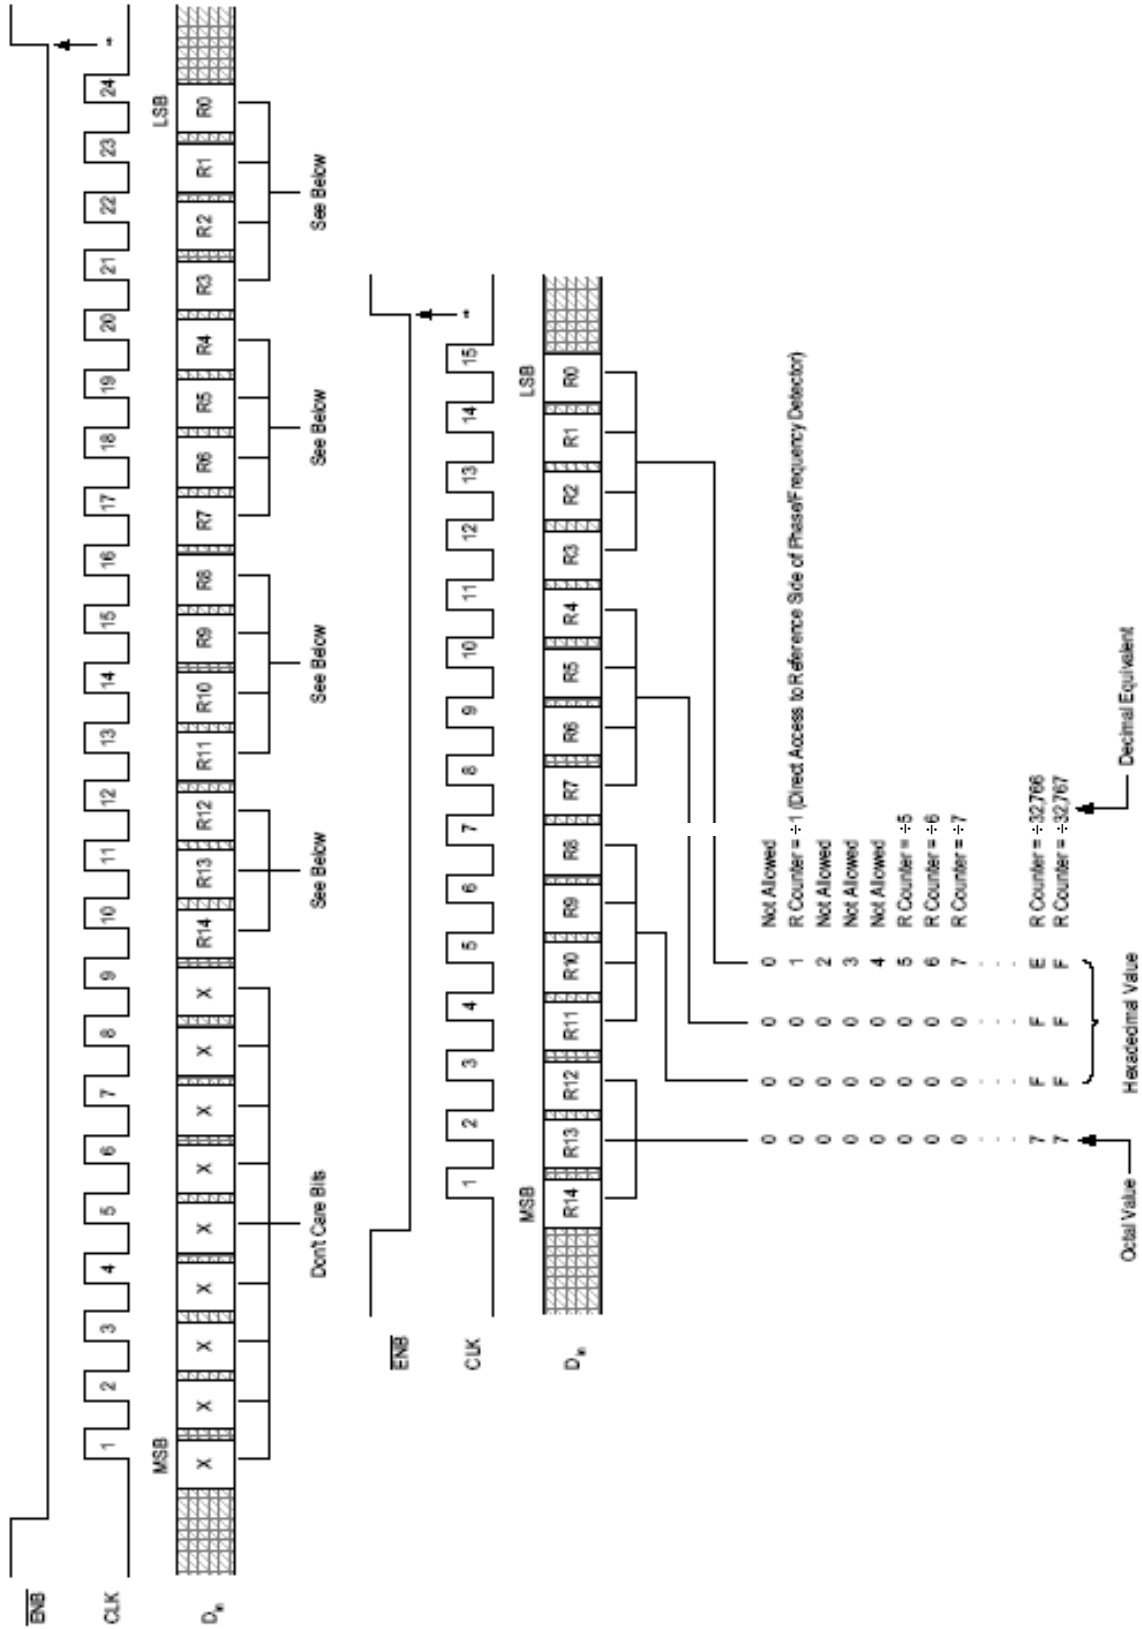 ENB
CLK
1 2 3 4 5 6 7 8 9 10 11 12 13 14 15 16 17 18 19 20 21 22 23 24 *
MSB LSB
Din
X X X X X X X X X R14 R13 R12 R11 R10 R9 R8 R7 R6 R5 R4 R3 R2 R1 R0
Don't Care Bits See Below See Below See Below See Below
ENB
CLK
1 2 3 4 5 6 7 8 9 10 11 12 13 14 15 *
MSB LSB
Din
R14 R13 R12 R11 R10 R9 R8 R7 R6 R5 R4 R3 R2 R1 R0
0 0 0 0 Not Allowed
0 0 0 1 R Counter = ÷1 (Direct Access to Reference Side of Phase/Frequency Detector)
0 0 0 2 Not Allowed
0 0 0 3 Not Allowed
0 0 0 4 Not Allowed
0 0 0 5 R Counter = ÷5
0 0 0 6 R Counter = ÷6
0 0 0 7 R Counter = ÷7
7 F F E R Counter = ÷32,766
7 F F F R Counter = ÷32,767
Octal Value Hexadecimal Value Decimal Equivalent